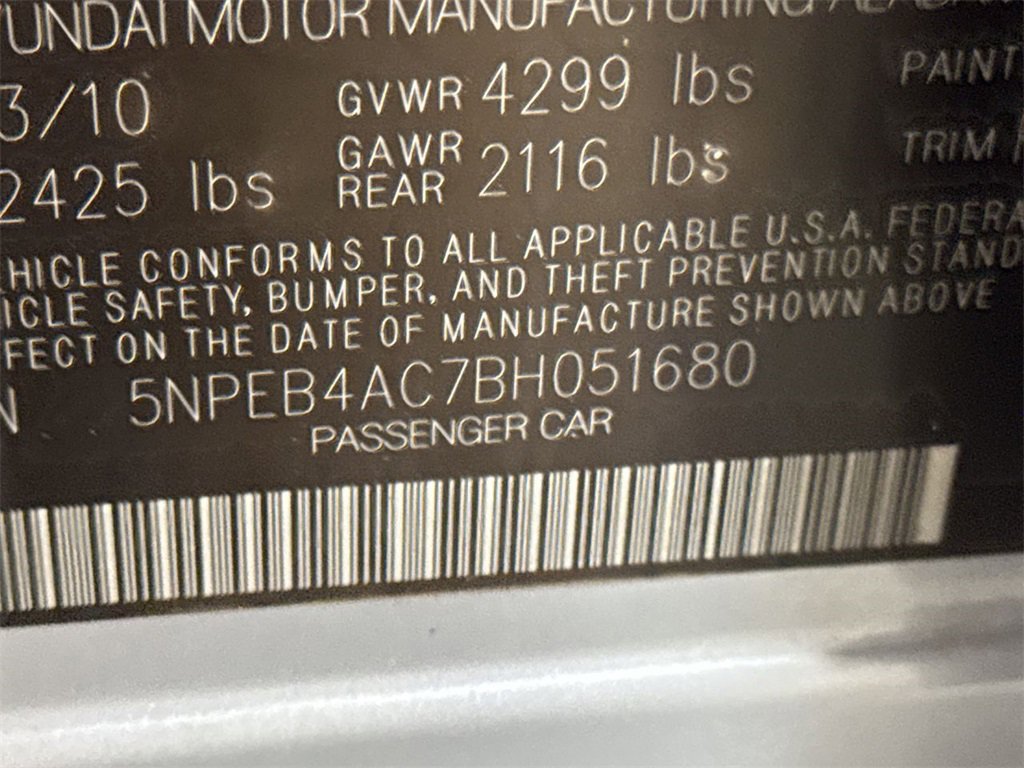 UNDAI MOTOR MANUFACTURING ALABAMA
3/10 GVWR 4299 lbs PAINT
2425 lbs GAWR REAR 2116 lbs TRIM
HICLE CONFORMS TO ALL APPLICABLE U.S.A. FEDERA
ICLE SAFETY, BUMPER, AND THEFT PREVENTION STAND
FECT ON THE DATE OF MANUFACTURE SHOWN ABOVE
N 5NPEB4AC7BH051680
PASSENGER CAR